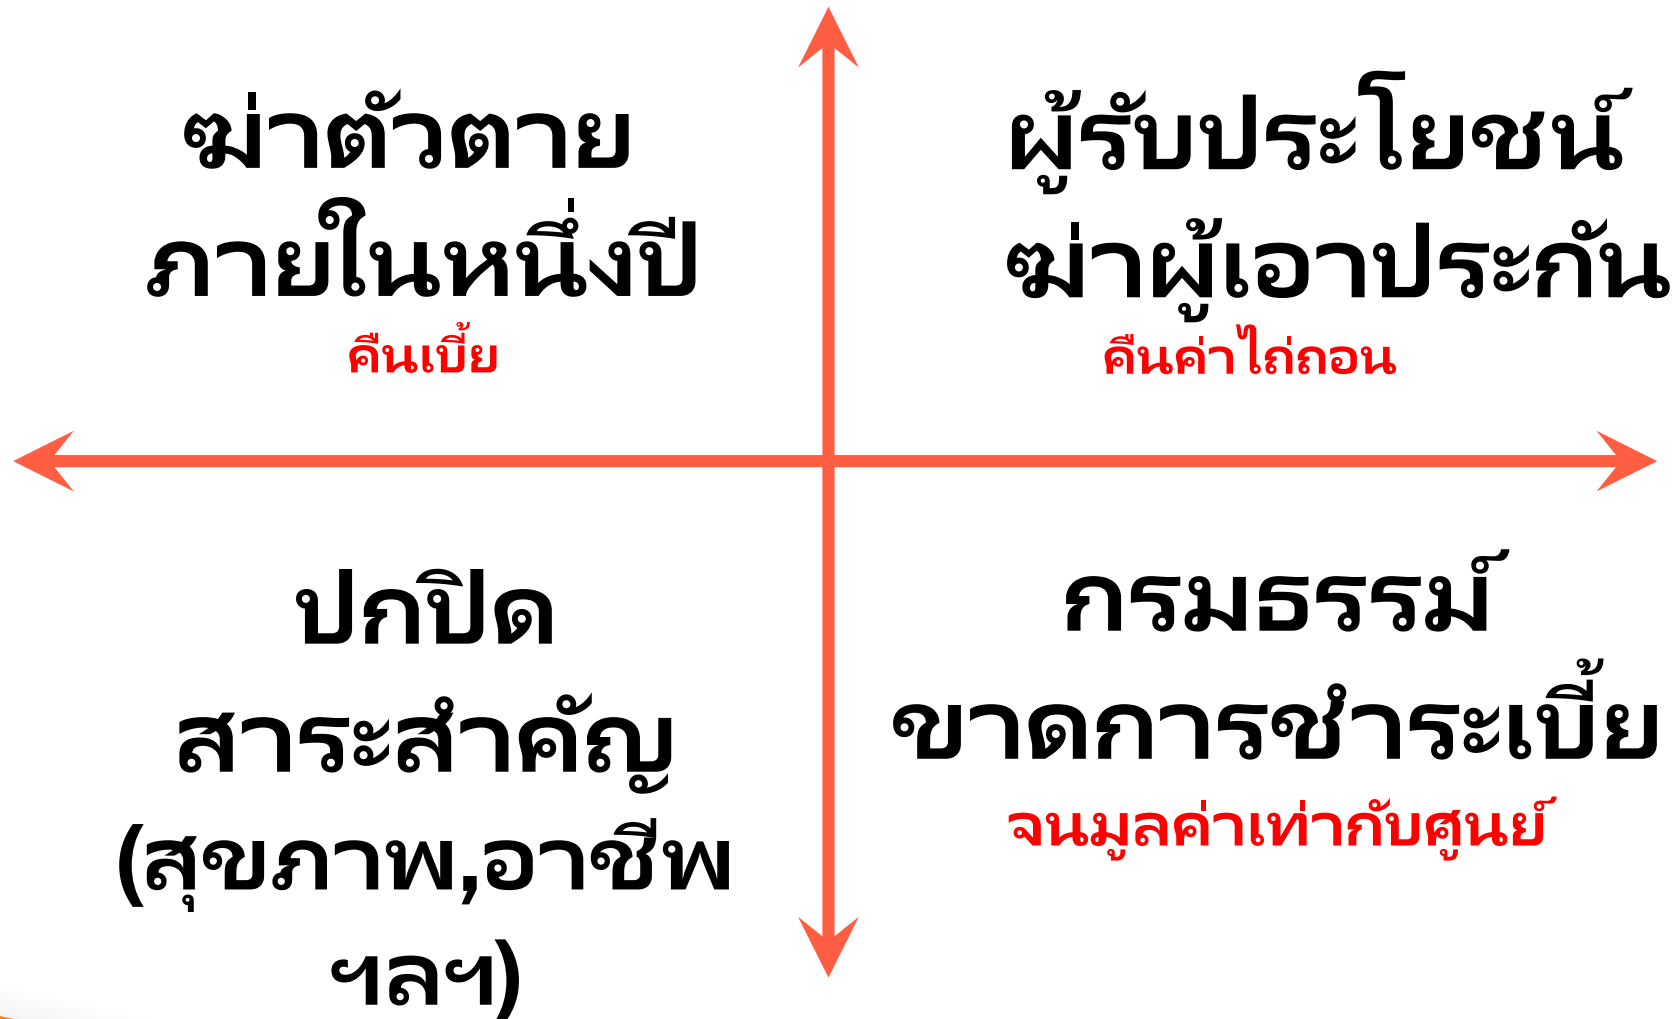 ฆ่าตัวตาย
ภายในหนึ่งปี
คืนเบี้ย
ผู้รับประโยชน์
ฆ่าผู้เอาประกัน
คืนค่าไถ่ถอน
ปกปิด
สาระสำคัญ
(สุขภาพ,อาชีพ
ฯลฯ)
กรมธรรม์
ขาดการชำระเบี้ย
จนมูลค่าเท่ากับศูนย์